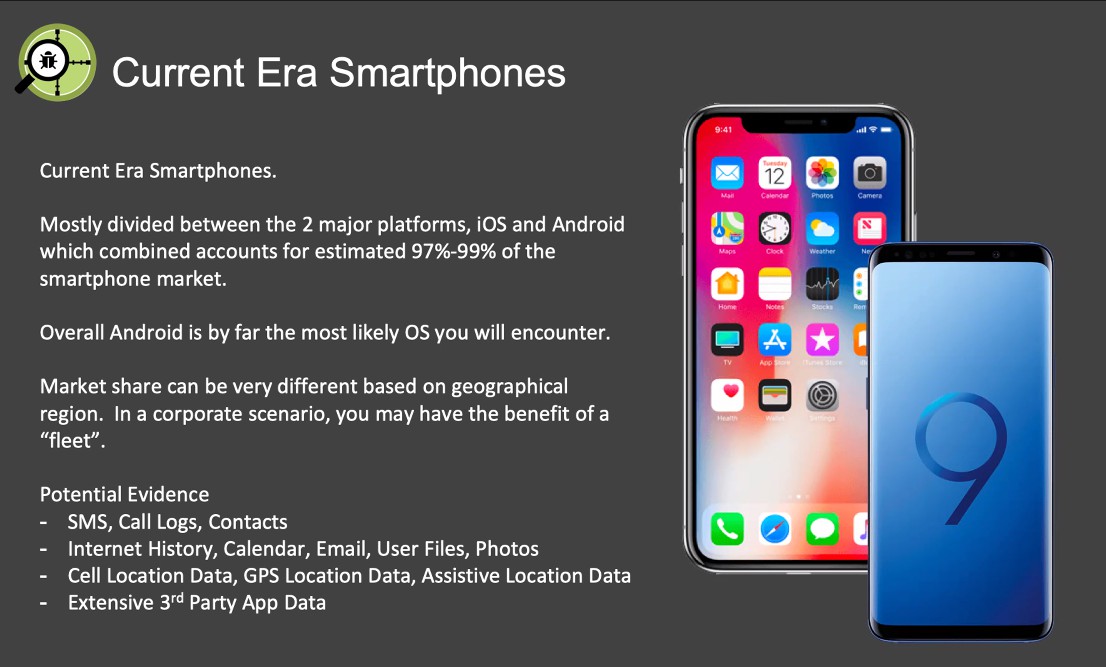 Current Era Smartphones
Current Era Smartphones.
Mostly divided between the 2 major platforms, iOS and Android
which combined accounts for estimated 97%-99% of the
smartphone market.
Overall Android is by far the most likely OS you will encounter.
Market share can be very different based on geographical
region.  In a corporate scenario, you may have the benefit of a
“fleet”.
Potential Evidence
- SMS, Call Logs, Contacts
- Internet History, Calendar, Email, User Files, Photos
- Cell Location Data, GPS Location Data, Assistive Location Data
- Extensive 3rd Party App Data
9:41
Tuesday
12
Mail Calendar Photos Camera
Maps Clock Weather
Home Notes Stocks
TV App Store iTunes Store
Health Wallet Settings
9